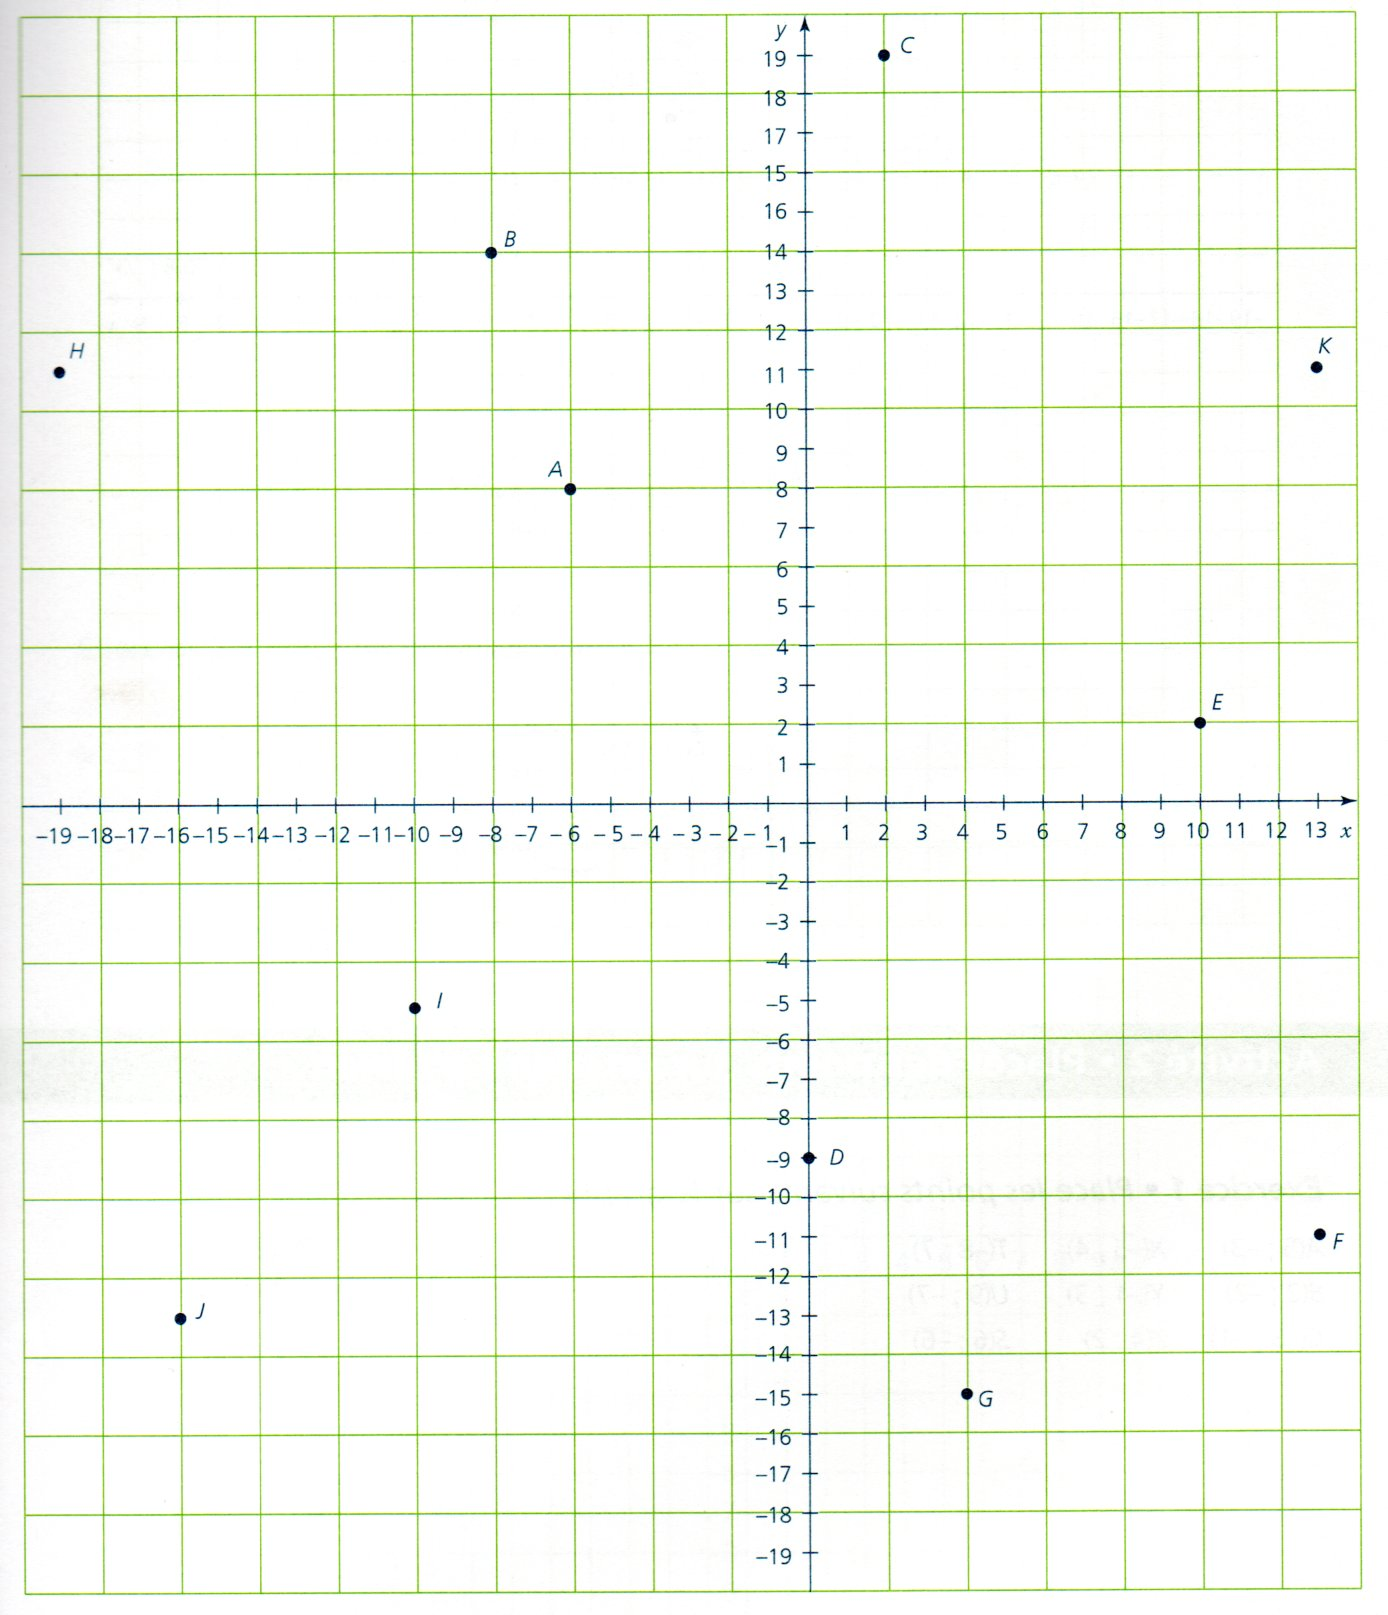 y
C
19
18
17
15
16
B
14
13
12
H
K
11
10
9
A
8
7
6
5
4
3
E
2
1
–19 –18 –17 –16 –15 –14 –13 –12 –11 –10 –9 –8 –7 –6 –5 –4 –3 –2 –1 1 2 3 4 5 6 7 8 9 10 11 12 13 x
–1
–2
–3
–4
I
–5
–6
–7
–8
–9 D
–10
–11 F
–12
J
–13
–14
–15 G
–16
–17
–18
–19